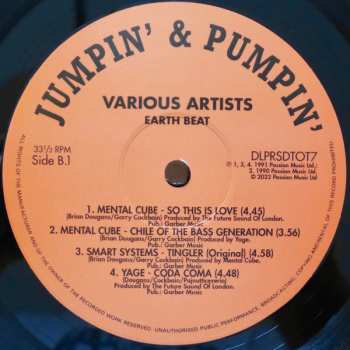 JUMPIN' & PUMPIN'
VARIOUS ARTISTS
EARTH BEAT
33⅓ RPM
Side B.1
DLPRSDTOT7
℗ 1, 3, 4. 1991 Passion Music Ltd.;
2. 1990 Passion Music Ltd.
© 2022 Passion Music Ltd
1. MENTAL CUBE - SO THIS IS LOVE (4.45)
(Brian Dougans/Garry Cockbain) Produced by The Future Sound Of London.
Pub.: Garber Music
2. MENTAL CUBE - CHILE OF THE BASS GENERATION (3.56)
(Brian Dougans/Garry Cockbain) Produced by Yage.
Pub.: Garber Music
3. SMART SYSTEMS - TINGLER (Original) (4.58)
(Brian Dougans/Garry Cockbain) Produced by Mental Cube.
Pub.: Garber Music
4. YAGE - CODA COMA (4.48)
(Dougans/Cockbain/
Produced by The Future Sound Of London.
Pub.: Garber Music
ALL RIGHTS OF THE MANUFACTURER AND OF THE OWNER OF THE RECORDED WORK RESERVED. UNAUTHORISED PUBLIC PERFORMANCE, BROADCASTING AND COPYING OF THIS RECORD PROHIBITED.